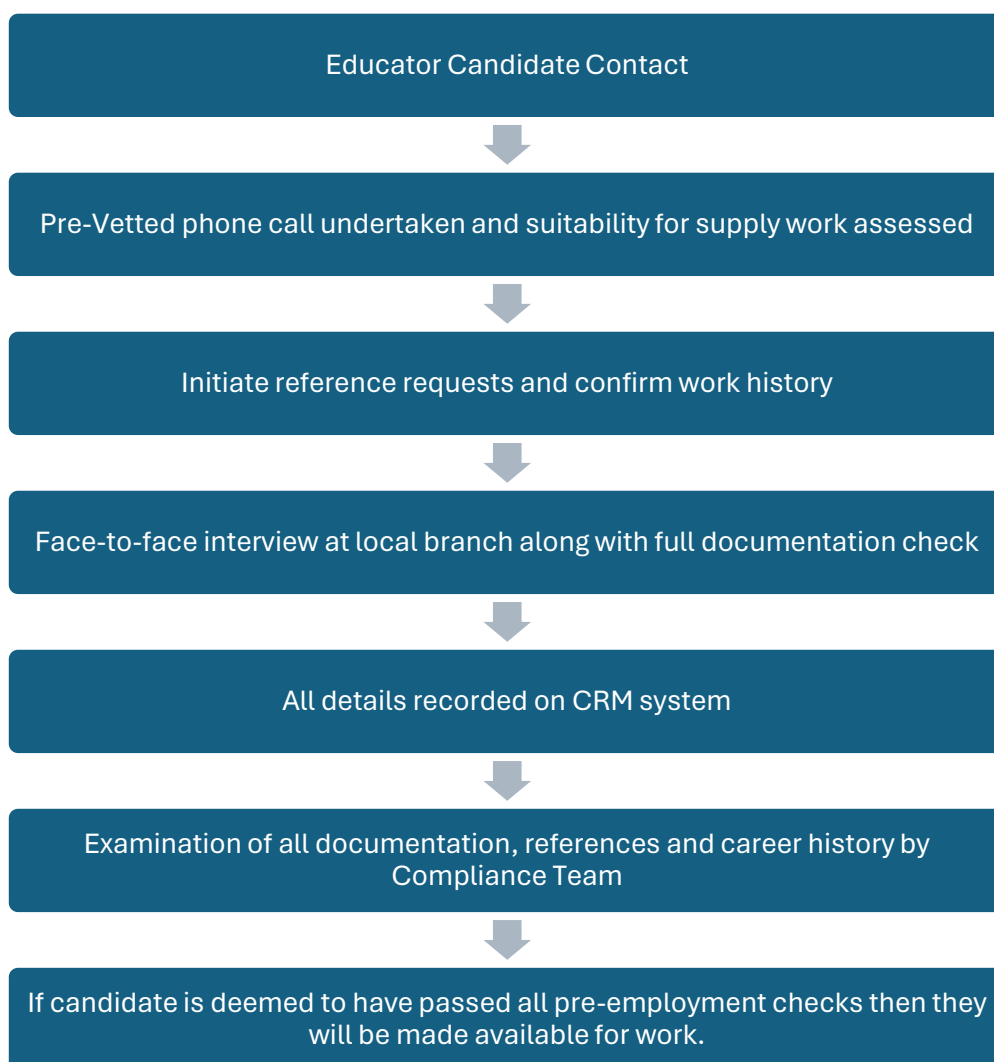 Educator Candidate Contact
Pre-Vetted phone call undertaken and suitability for supply work assessed
Initiate reference requests and confirm work history
Face-to-face interview at local branch along with full documentation check
All details recorded on CRM system
Examination of all documentation, references and career history by
Compliance Team
If candidate is deemed to have passed all pre-employment checks then they
will be made available for work.